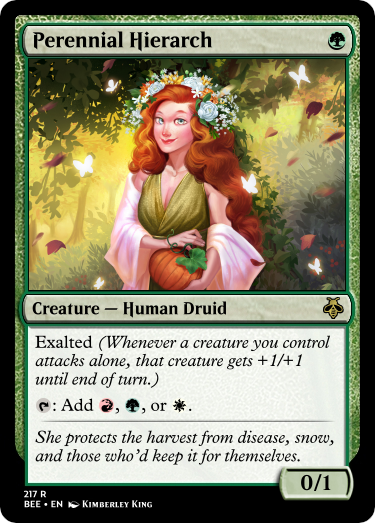 Perennial Hierarch
Creature — Human Druid
Exalted (Whenever a creature you control
attacks alone, that creature gets +1/+1
until end of turn.)
: Add , , or .
She protects the harvest from disease, snow,
and those who’d keep it for themselves.
0/1
217 R
BEE • EN Kimberley King